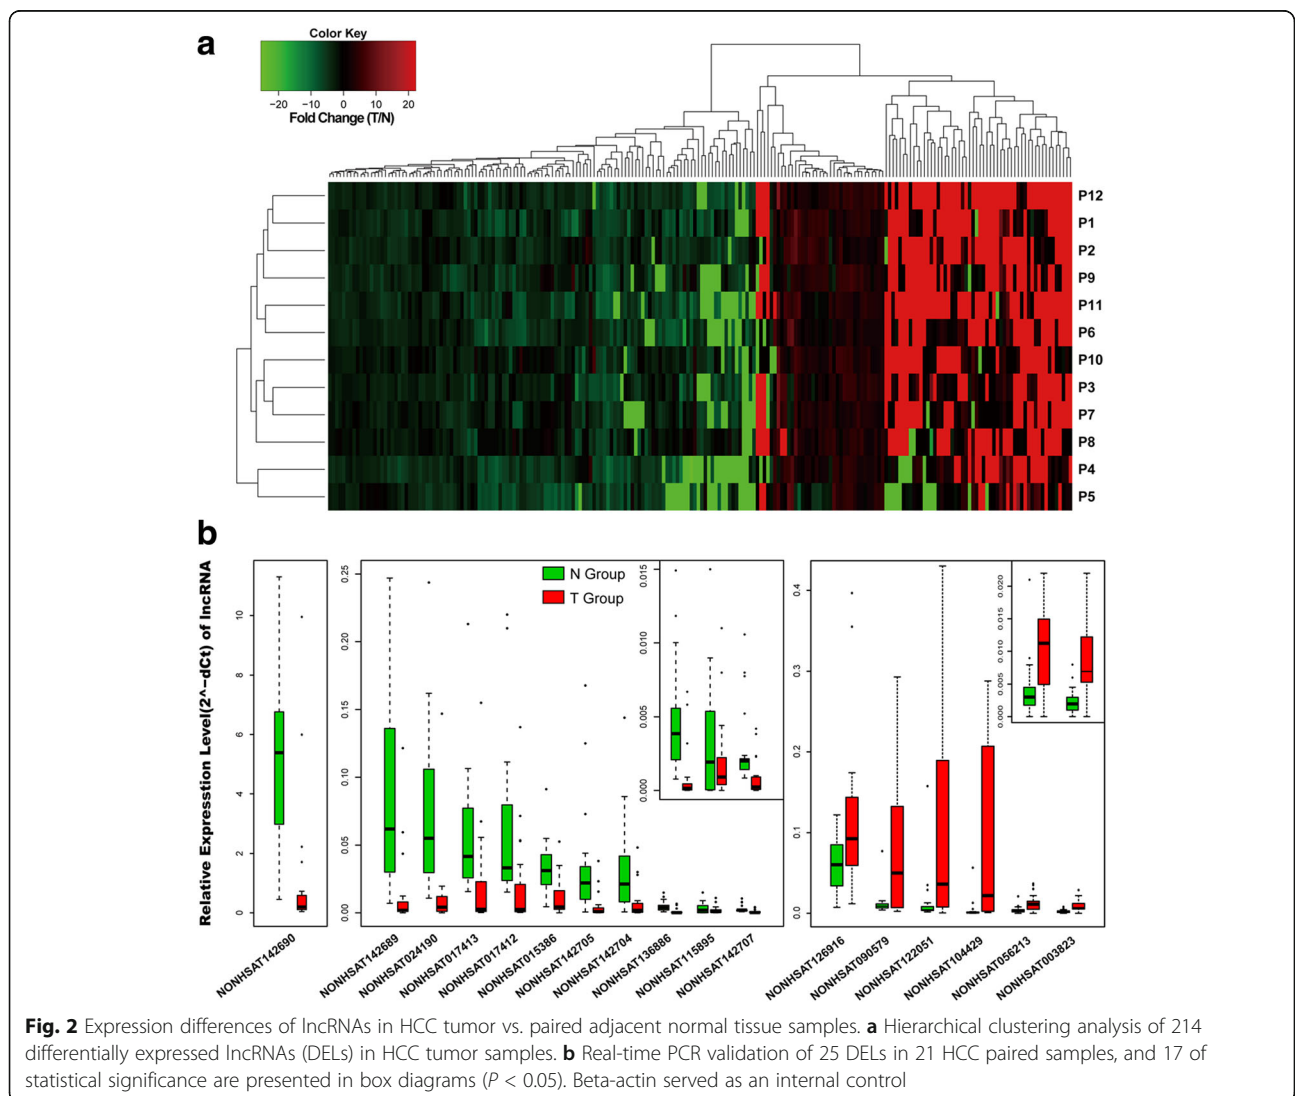 a
Color Key
−20 −10 0 10 20
Fold Change (T/N)
P12
P1
P2
P9
P11
P6
P10
P3
P7
P8
P4
P5
b
Relative Expresstion Level(2^−dCt) of lncRNA
0 2 4 6 8 10
NONHSAT142690
0.00 0.05 0.10 0.15 0.20 0.25
N Group
T Group
0.000 0.005 0.010 0.015
NONHSAT142689
NONHSAT024190
NONHSAT017413
NONHSAT017412
NONHSAT015386
NONHSAT142705
NONHSAT142704
NONHSAT136886
NONHSAT115895
NONHSAT142707
0.0 0.1 0.2 0.3 0.4
0.000 0.005 0.010 0.015 0.020
NONHSAT126916
NONHSAT090579
NONHSAT122051
NONHSAT104429
NONHSAT056213
NONHSAT003823
Fig. 2 Expression differences of lncRNAs in HCC tumor vs. paired adjacent normal tissue samples. a Hierarchical clustering analysis of 214
differentially expressed lncRNAs (DELs) in HCC tumor samples. b Real-time PCR validation of 25 DELs in 21 HCC paired samples, and 17 of
statistical significance are presented in box diagrams (P < 0.05). Beta-actin served as an internal control